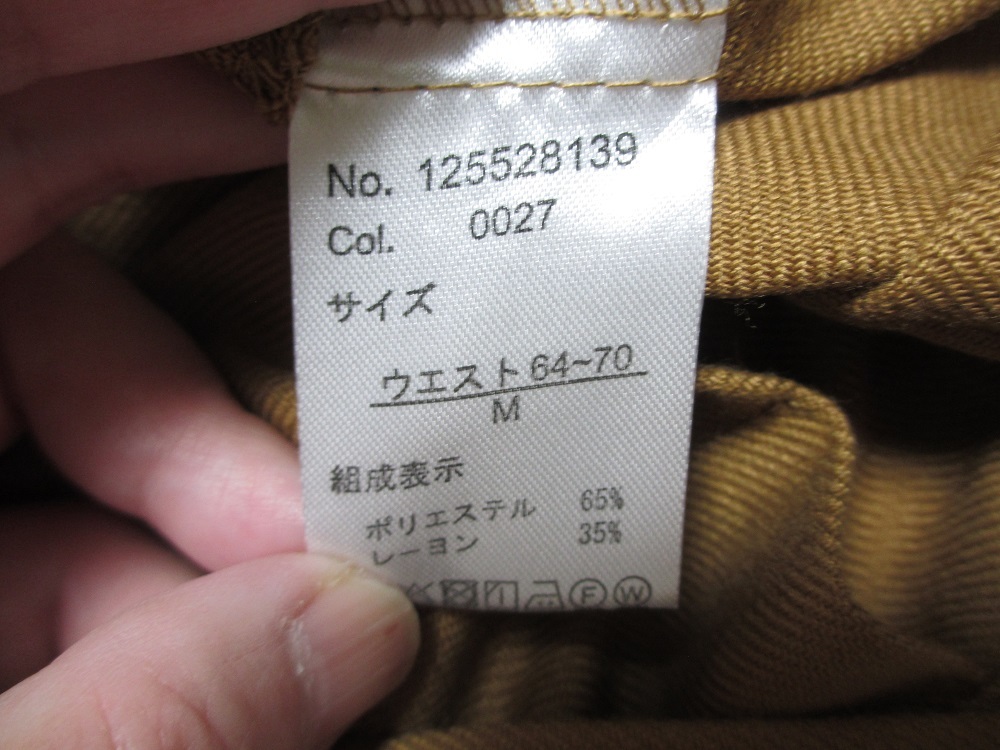 No. 125528139
Col. 0027
サイズ
ウエスト64~70
M
組成表示
ポリエステル 65%
レーヨン 35%
F W